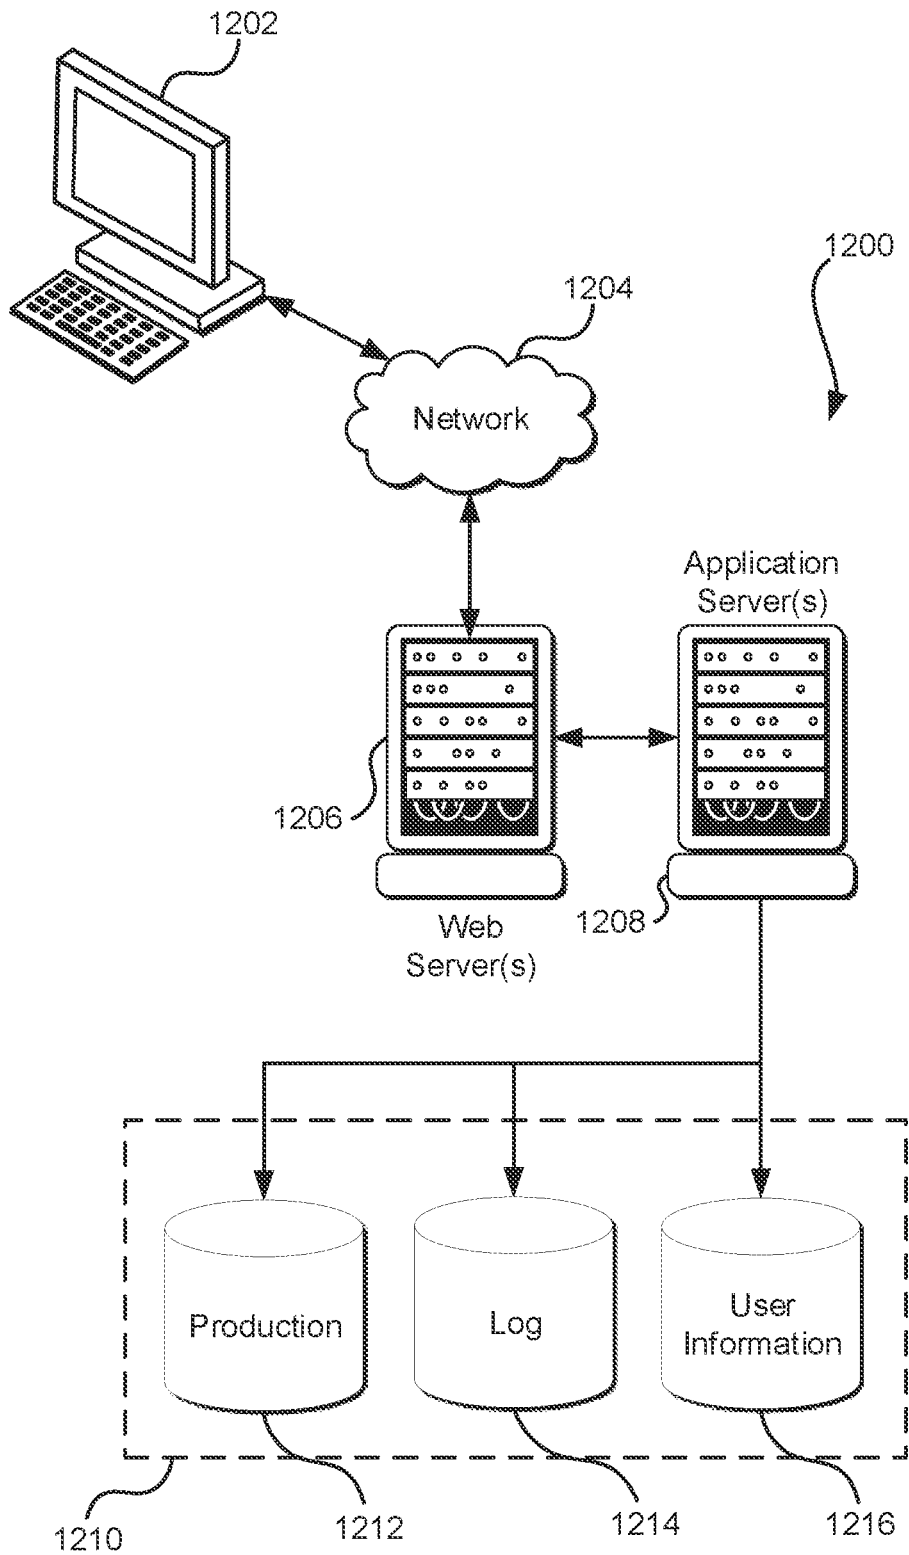 1202
1200
1204
Network
Application
Server(s)
1206
1208
Web
Server(s)
Production
Log
User
Information
1210
1212
1214
1216